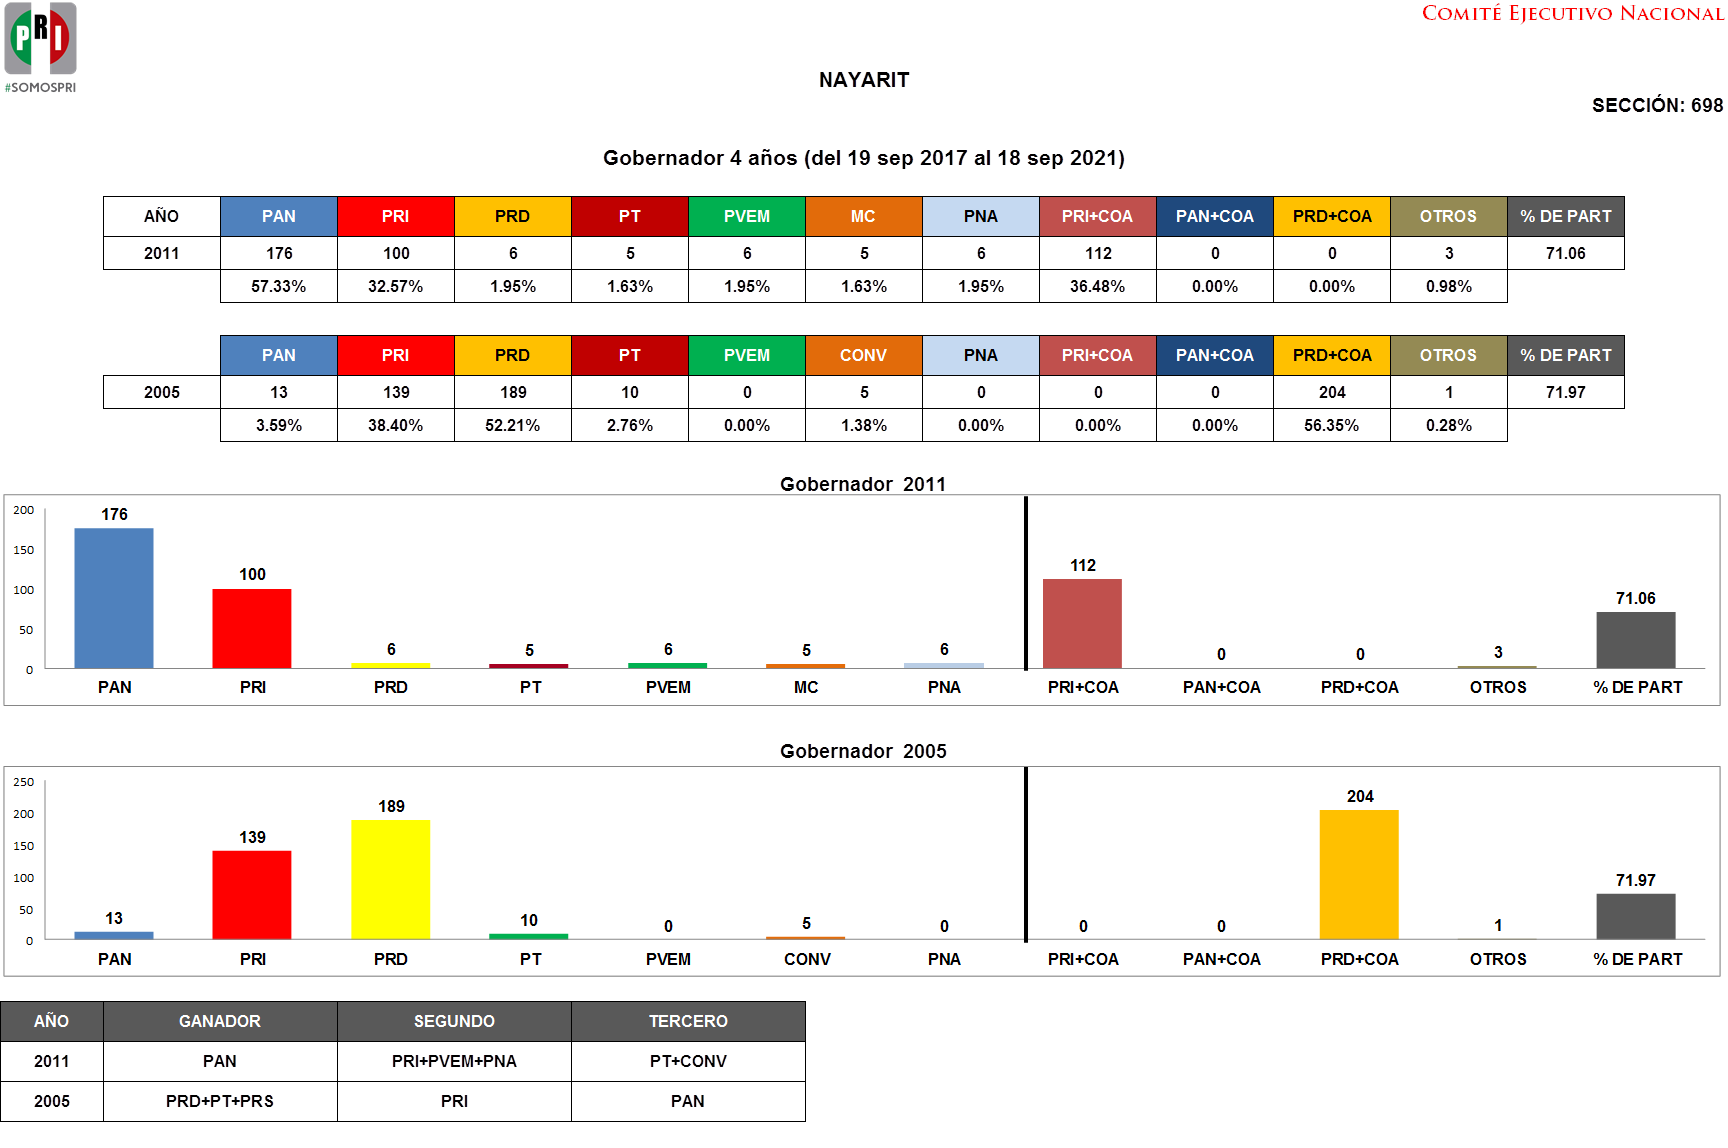 PRI
#SOMOSPRI
COMITÉ EJECUTIVO NACIONAL
NAYARIT
SECCIÓN: 698
Gobernador 4 años (del 19 sep 2017 al 18 sep 2021)
AÑO PAN PRI PRD PT PVEM MC PNA PRI+COA PAN+COA PRD+COA OTROS % DE PART
2011 176 100 6 5 6 5 6 112 0 0 3 71.06
57.33% 32.57% 1.95% 1.63% 1.95% 1.63% 1.95% 36.48% 0.00% 0.00% 0.98%
PAN PRI PRD PT PVEM CONV PNA PRI+COA PAN+COA PRD+COA OTROS % DE PART
2005 13 139 189 10 0 5 0 0 0 204 1 71.97
3.59% 38.40% 52.21% 2.76% 0.00% 1.38% 0.00% 0.00% 0.00% 56.35% 0.28%
Gobernador 2011
200
150
100
50
0
176 100 6 5 6 5 6 112 0 0 3 71.06
PAN PRI PRD PT PVEM MC PNA PRI+COA PAN+COA PRD+COA OTROS % DE PART
Gobernador 2005
250
200
150
100
50
0
13 139 189 10 0 5 0 0 0 204 1 71.97
PAN PRI PRD PT PVEM CONV PNA PRI+COA PAN+COA PRD+COA OTROS % DE PART
AÑO GANADOR SEGUNDO TERCERO
2011 PAN PRI+PVEM+PNA PT+CONV
2005 PRD+PT+PRS PRI PAN